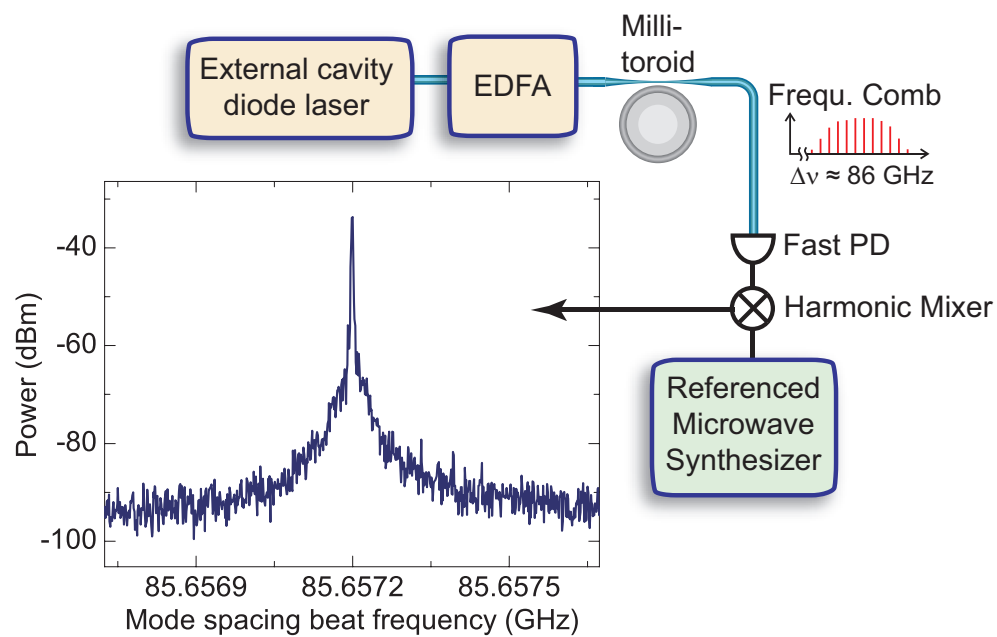 Milli-
toroid
External cavity
diode laser
EDFA
Frequ. Comb
Δν ≈ 86 GHz
Fast PD
Harmonic Mixer
Referenced
Microwave
Synthesizer
Power (dBm)
-40
-60
-80
-100
85.6569
85.6572
85.6575
Mode spacing beat frequency (GHz)